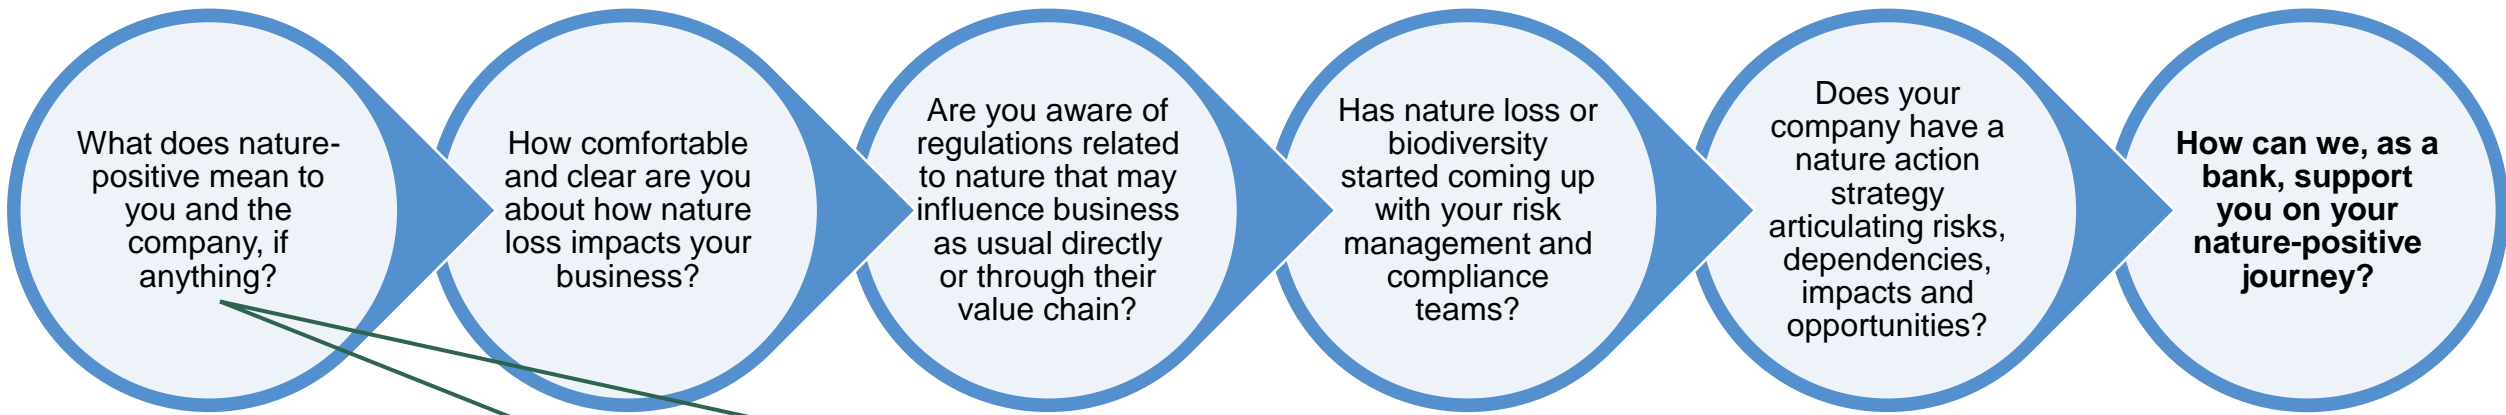 What does nature-
positive mean to
you and the
company, if
anything?
How comfortable
and clear are you
about how nature
loss impacts your
business?
Are you aware of
regulations related
to nature that may
influence business
as usual directly
or through their
value chain?
Has nature loss or
biodiversity
started coming up
with your risk
management and
compliance
teams?
Does your
company have a
nature action
strategy
articulating risks,
dependencies,
impacts and
opportunities?
How can we, as a
bank, support
you on your
nature-positive
journey?